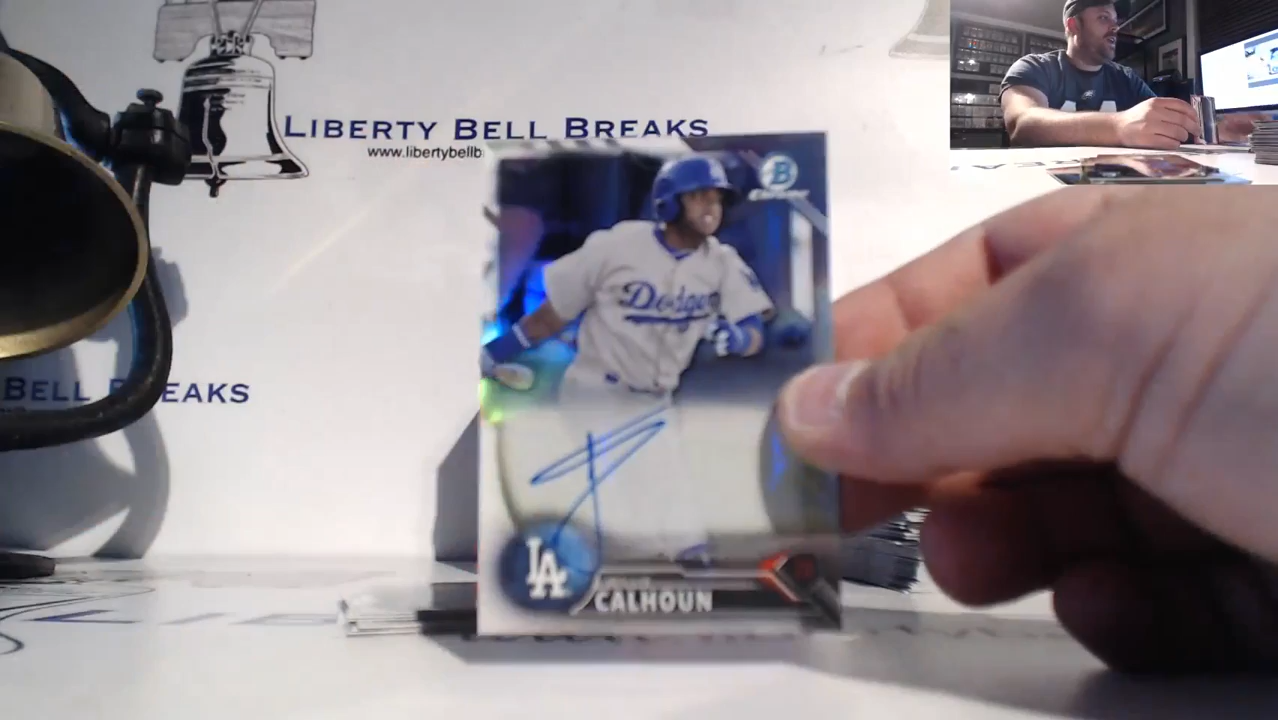 LIBERTY BELL BREAKS
www.libertybellb
B
Dodgers
LA
CALHOUN
BELL B EAKS